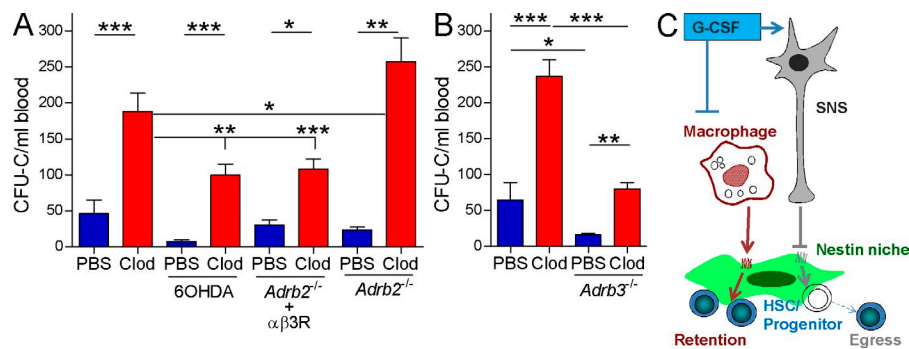 A
CFU-C/ml blood
300
250
200
150
100
50
0
*** *** * **
*
** ***
PBS Clod PBS Clod PBS Clod PBS Clod
6OHDA Adrb2-/- Adrb2-/-
+
αβ3R
B
CFU-C/ml blood
300
250
200
150
100
50
0
*** ***
*
**
PBS Clod PBS Clod
Adrb3-/-
C
G-CSF
SNS
Macrophage
Nestin niche
HSC/
Progenitor
Retention
Egress